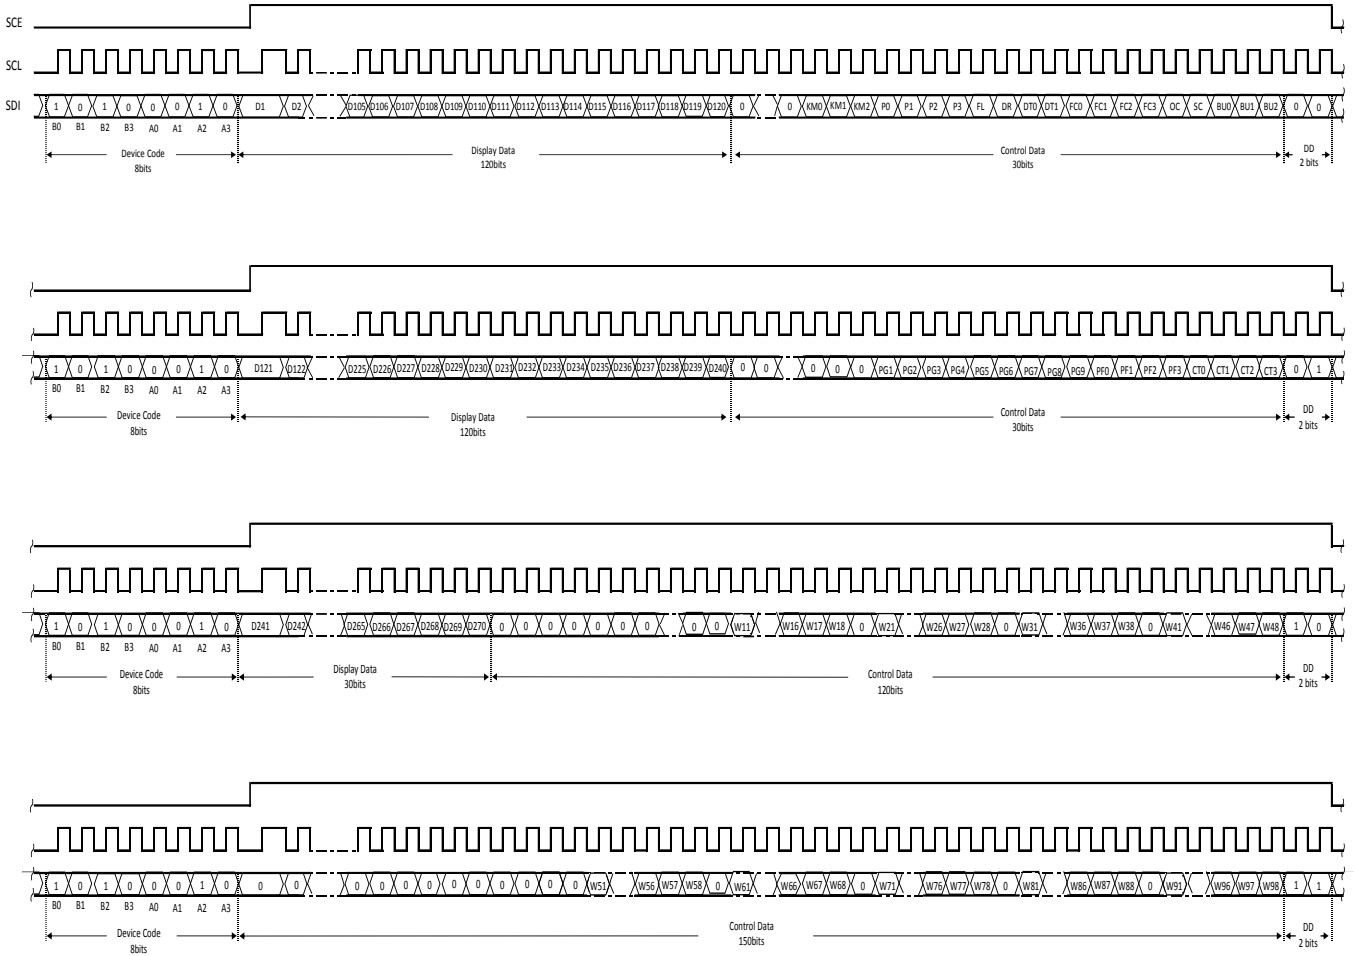 SCE
SCL
SDI 1 0 1 0 0 0 1 0 D1 D2 D105 D106 D107 D108 D109 D110 D111 D112 D113 D114 D115 D116 D117 D118 D119 D120 0 0 KM0 KM1 KM2 P0 P1 P2 P3 FL DR DT0 DT1 FC0 FC1 FC2 FC3 OC SC BU0 BU1 BU2 0 0
B0 B1 B2 B3 A0 A1 A2 A3
Device Code Display Data Control Data DD
8bits 120bits 30bits 2 bits
1 0 1 0 0 0 1 0 D121 D122 D225 D226 D227 D228 D229 D230 D231 D232 D233 D234 D235 D236 D237 D238 D239 D240 0 0 0 0 0 PG1 PG2 PG3 PG4 PG5 PG6 PG7 PG8 PG9 PF0 PF1 PF2 PF3 CT0 CT1 CT2 CT3 0 1
B0 B1 B2 B3 A0 A1 A2 A3
Device Code Display Data Control Data DD
8bits 120bits 30bits 2 bits
1 0 1 0 0 0 1 0 D241 D242 D265 D266 D267 D268 D269 D270 0 0 0 0 0 0 0 0 0 W11 W16 W17 W18 0 W21 W26 W27 W28 0 W31 W36 W37 W38 0 W41 W46 W47 W48 1 0
B0 B1 B2 B3 A0 A1 A2 A3
Device Code Display Data Control Data DD
8bits 30bits 120bits 2 bits
1 0 1 0 0 0 1 0 0 0 0 0 0 0 0 0 0 0 0 0 W51 W56 W57 W58 0 W61 W66 W67 W68 0 W71 W76 W77 W78 0 W81 W86 W87 W88 0 W91 W96 W97 W98 1 1
B0 B1 B2 B3 A0 A1 A2 A3
Device Code Control Data DD
8bits 150bits 2 bits